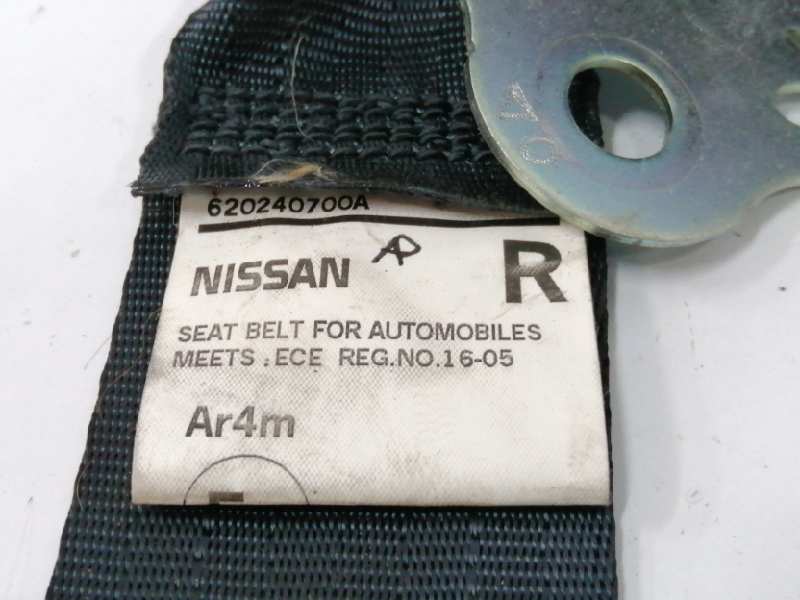 620240700A
NISSAN R
SEAT BELT FOR AUTOMOBILES
MEETS : ECE REG.NO.16-05
Ar4m